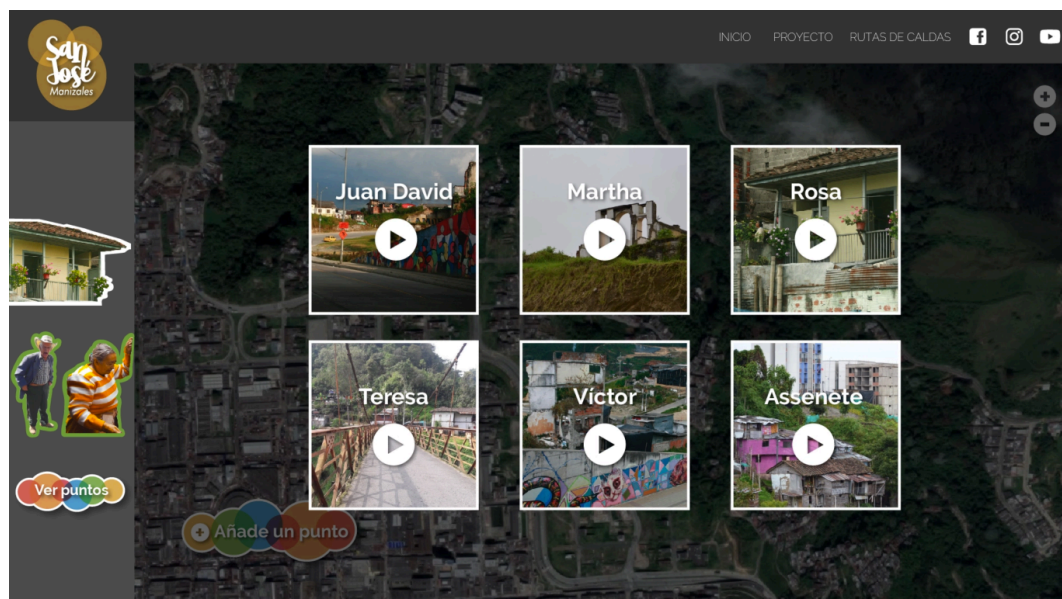 San
José
Manizales
INICIO PROYECTO RUTAS DE CALDAS
Juan David
Martha
Rosa
Teresa
Víctor
Assenete
Ver puntos
Añade un punto